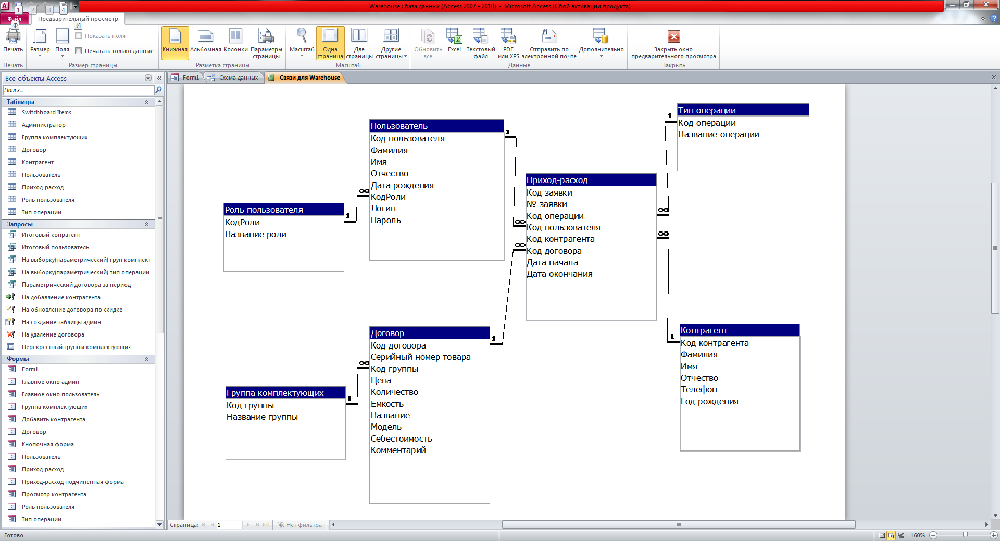 Warehouse : база данных (Access 2007 - 2010) - Microsoft Access (Сбой активации продукта)
1 2 3 4
Файл Предварительный просмотр
Ф И
Печать
Размер
Поля
Показать поля
Печатать только данные
Книжная
Альбомная
Колонки
Параметры
страницы
Масштаб
Одна
страница
Две
страницы
Другие
страницы
Обновить
все
Excel
Текстовый
файл
PDF
или XPS
Отправить по
электронной почте
Дополнительно
Закрыть окно
предварительного просмотра
Печать
Размер страницы
Разметка страницы
Масштаб
Данные
Закрыть
Все объекты Access
Поиск...
Таблицы
Switchboard Items
Администратор
Группа комплектующих
Договор
Контрагент
Пользователь
Приход-расход
Роль пользователя
Тип операции
Запросы
Итоговый конрагент
Итоговый пользователь
На выборку(параметрический) груп комплект
На выборку(параметрический) тип операции
Параметрический договора за период
На добавление контрагента
На обновление договора по скидке
На создание таблицы админ
На удаление договора
Перекрестный группы комплектующих
Формы
Form1
Главное окно админ
Главное окно пользователь
Группа комплектующих
Добавить контрагента
Договор
Кнопочная форма
Пользователь
Приход-расход
Приход-расход подчиненная форма
Просмотр контрагента
Роль пользователя
Тип операции
Form1
Схема данных
Связи для Warehouse
Роль пользователя
КодРоли
Название роли
1
∞
Пользователь
Код пользователя
Фамилия
Имя
Отчество
Дата рождения
КодРоли
Логин
Пароль
1
∞
Приход-расход
Код заявки
№ заявки
Код операции
Код пользователя
Код контрагента
Код договора
Дата начала
Дата окончания
∞
∞
∞
Тип операции
Код операции
Название операции
1
Группа комплектующих
Код группы
Название группы
1
∞
Договор
Код договора
Серийный номер товара
Код группы
Цена
Количество
Емкость
Название
Модель
Себестоимость
Комментарий
1
Контрагент
Код контрагента
Фамилия
Имя
Отчество
Телефон
Год рождения
1
Страница: 1 Нет фильтра
Готово
160%